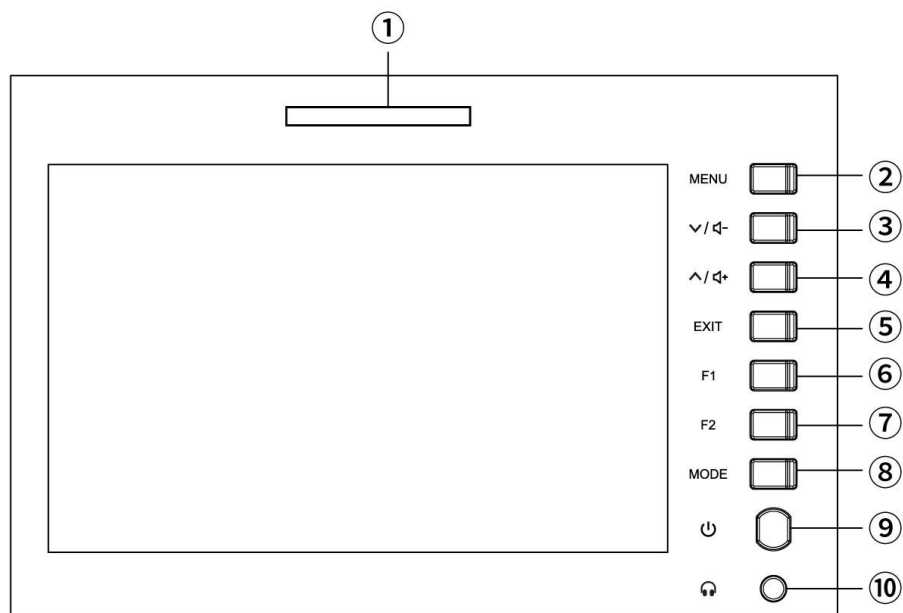 ①
MENU ②
∨/🔈- ③
∧/🔈+ ④
EXIT ⑤
F1 ⑥
F2 ⑦
MODE ⑧
⏻ ⑨
🎧 ⑩